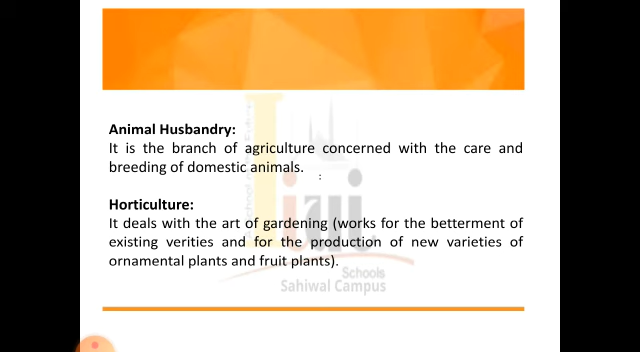 Animal Husbandry:
It is the branch of agriculture concerned with the care and
breeding of domestic animals.
Horticulture:
It deals with the art of gardening (works for the betterment of
existing verities and for the production of new varieties of
ornamental plants and fruit plants).
Schools
Sahiwal Campus